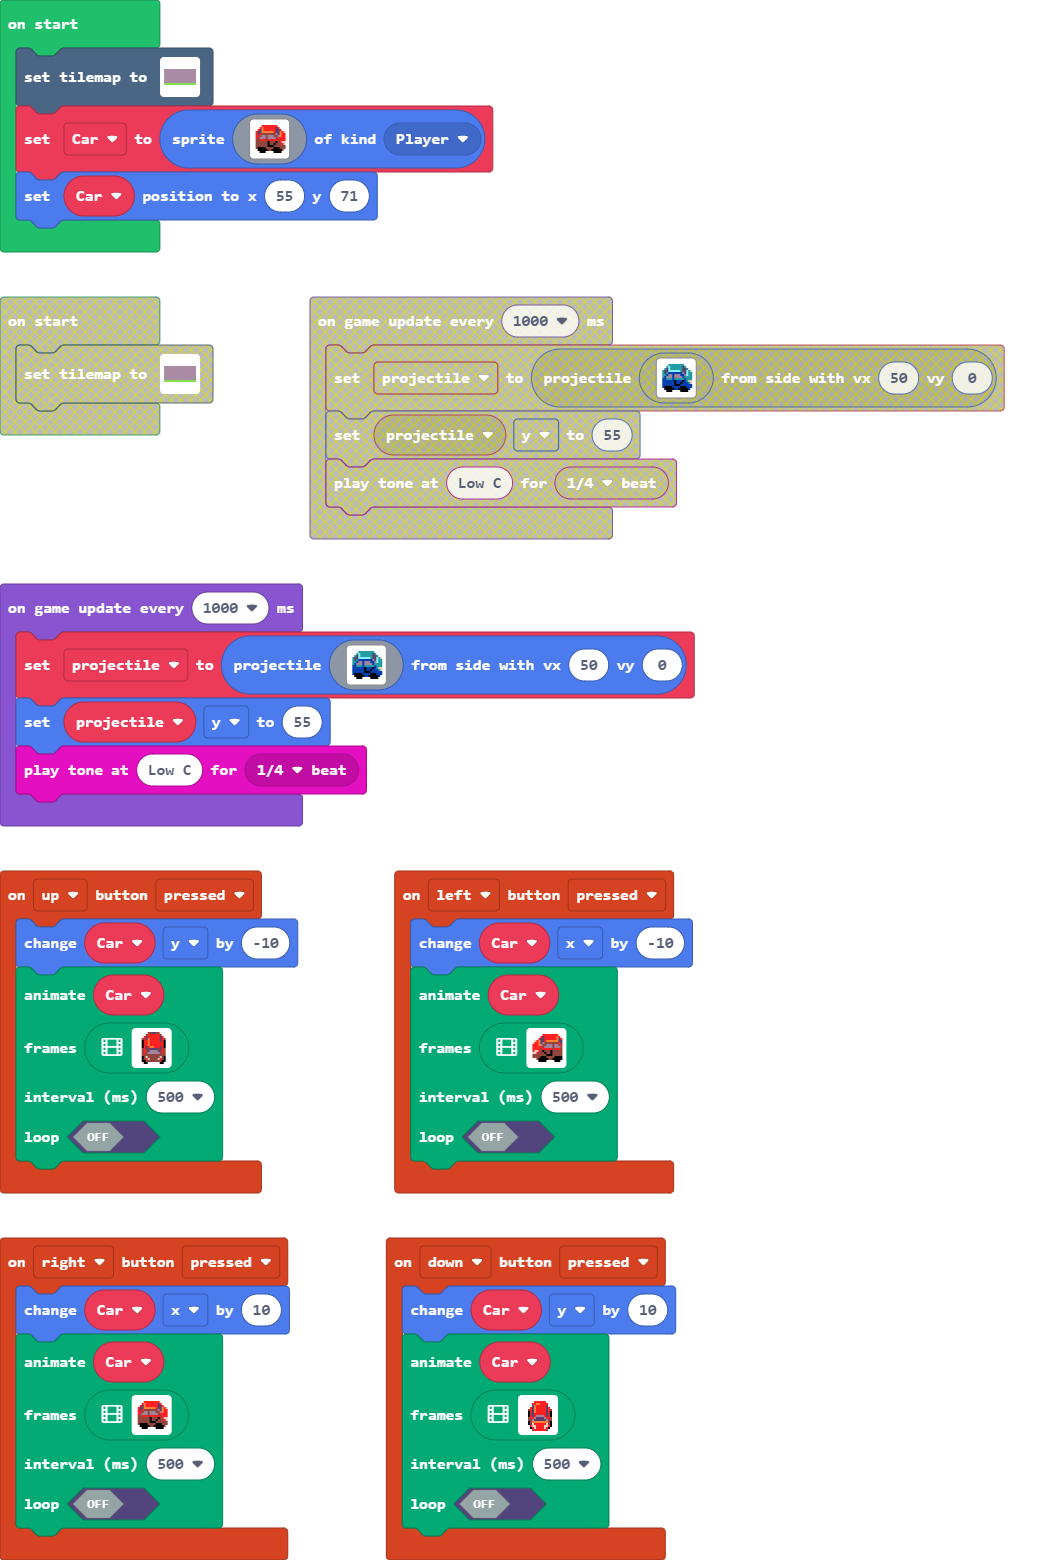 on start
set tilemap to
set Car to sprite of kind Player
set Car position to x 55 y 71
on start
set tilemap to
on game update every 1000 ms
set projectile to projectile from side with vx 50 vy 0
set projectile y to 55
play tone at Low C for 1/4 beat
on game update every 1000 ms
set projectile to projectile from side with vx 50 vy 0
set projectile y to 55
play tone at Low C for 1/4 beat
on up button pressed
change Car y by -10
animate Car
frames
interval (ms) 500
loop OFF
on left button pressed
change Car x by -10
animate Car
frames
interval (ms) 500
loop OFF
on right button pressed
change Car x by 10
animate Car
frames
interval (ms) 500
loop OFF
on down button pressed
change Car y by 10
animate Car
frames
interval (ms) 500
loop OFF